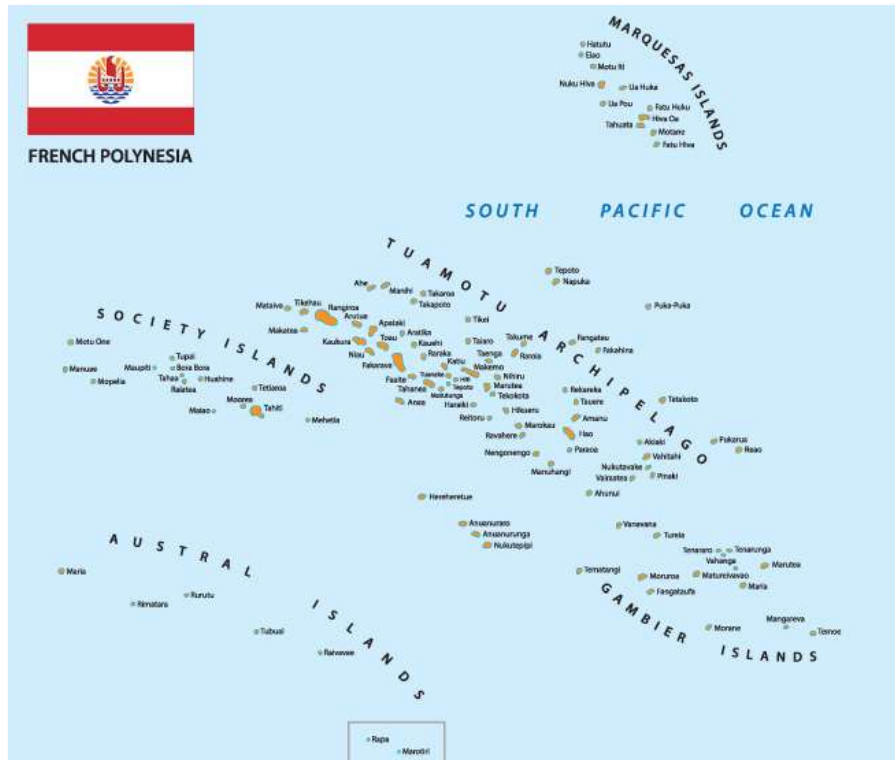 FRENCH POLYNESIA
MARQUESAS ISLANDS
Hatutu
Eiao
Motu Iti
Nuku Hiva
Ua Huka
Ua Pou
Fatu Huku
Hiva Oa
Tahuata
Motane
Fatu Hiva
SOUTH PACIFIC OCEAN
TUAMOTU ARCHIPELAGO
Tepoto
Napuka
Puka-Puka
Ahe
Manihi
Takaroa
Takapoto
Mataiva
Tikehau
Rangiroa
Arutua
Apataki
Tikei
Makatea
Kaukura
Toau
Aratika
Kauehi
Taiaro
Takume
Fangatau
Fakahina
Niau
Raraka
Taenga
Raroia
Fakarava
Katiu
Makemo
Faaite
Tuanake
Hiti
Nihiru
Tahanea
Tepoto
Marutea
Rekareka
Motutunga
Tekokota
Tauere
Tatakoto
Anaa
Haraiki
Hikueru
Amanu
Reitoru
Marokau
Hao
Ravahere
Akiaki
Pukarua
Reao
Nengonengo
Paraoa
Vahitahi
Manuhangi
Nukutavake
Vairaatea
Pinaki
Ahunui
Hereheretue
Anuanuraro
Anuanurunga
Nukutepipi
Vanavana
Tureia
SOCIETY ISLANDS
Motu One
Tupai
Manuae
Maupiti
Bora Bora
Mopelia
Tahaa
Huahine
Raiatea
Tetiaroa
Moorea
Maiao
Tahiti
Mehetia
AUSTRAL ISLANDS
Maria
Rurutu
Rimatara
Tubuai
Raivavae
Rapa
Marotiri
GAMBIER ISLANDS
Tenararo
Tenarunga
Vahanga
Marutea
Tematangi
Moruroa
Matureivavao
Maria
Fangataufa
Mangareva
Morane
Temoe